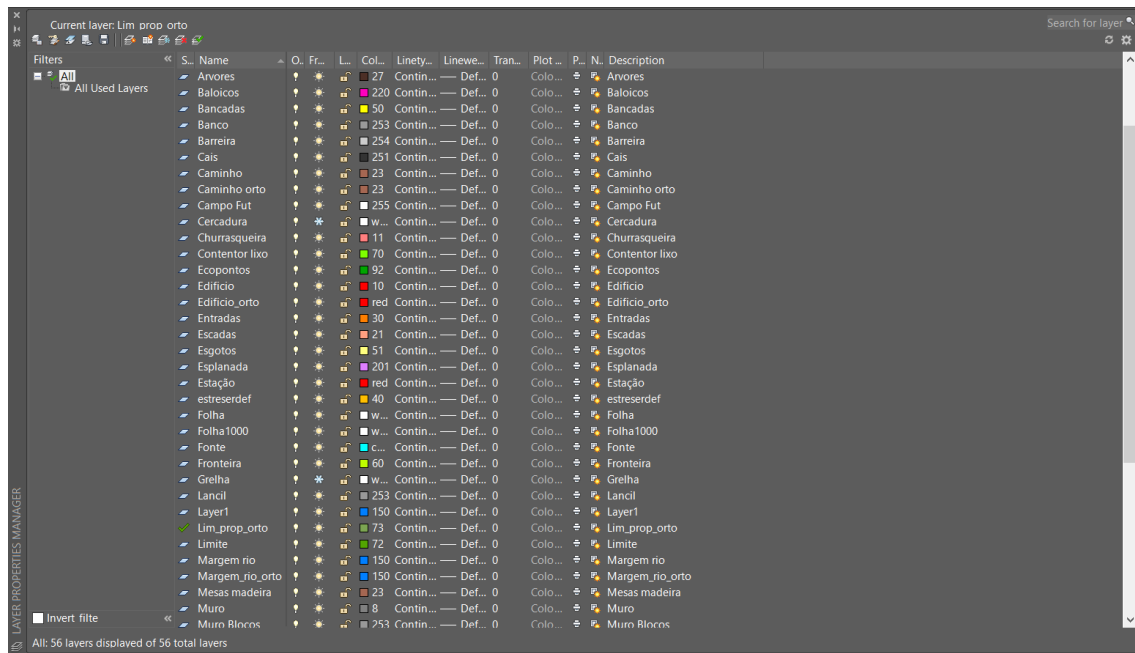 Current layer: Lim_prop_orto
Search for layer
Filters « S... Name O.. Fr... L... Col... Linety... Linewe... Tran... Plot ... P... N.. Description
All Arvores 27 Contin... Def... 0 Colo... Arvores
All Used Layers Baloicos 220 Contin... Def... 0 Colo... Baloicos
Bancadas 50 Contin... Def... 0 Colo... Bancadas
Banco 253 Contin... Def... 0 Colo... Banco
Barreira 254 Contin... Def... 0 Colo... Barreira
Cais 251 Contin... Def... 0 Colo... Cais
Caminho 23 Contin... Def... 0 Colo... Caminho
Caminho orto 23 Contin... Def... 0 Colo... Caminho orto
Campo Fut 255 Contin... Def... 0 Colo... Campo Fut
Cercadura w... Contin... Def... 0 Colo... Cercadura
Churrasqueira 11 Contin... Def... 0 Colo... Churrasqueira
Contentor lixo 70 Contin... Def... 0 Colo... Contentor lixo
Ecopontos 92 Contin... Def... 0 Colo... Ecopontos
Edificio 10 Contin... Def... 0 Colo... Edificio
Edificio_orto red Contin... Def... 0 Colo... Edificio_orto
Entradas 30 Contin... Def... 0 Colo... Entradas
Escadas 21 Contin... Def... 0 Colo... Escadas
Esgotos 51 Contin... Def... 0 Colo... Esgotos
Esplanada 201 Contin... Def... 0 Colo... Esplanada
Estação red Contin... Def... 0 Colo... Estação
estreserdef 40 Contin... Def... 0 Colo... estreserdef
Folha w... Contin... Def... 0 Colo... Folha
Folha1000 w... Contin... Def... 0 Colo... Folha1000
Fonte c... Contin... Def... 0 Colo... Fonte
Fronteira 60 Contin... Def... 0 Colo... Fronteira
Grelha w... Contin... Def... 0 Colo... Grelha
Lancil 253 Contin... Def... 0 Colo... Lancil
Layer1 150 Contin... Def... 0 Colo... Layer1
Lim_prop_orto 73 Contin... Def... 0 Colo... Lim_prop_orto
Limite 72 Contin... Def... 0 Colo... Limite
Margem rio 150 Contin... Def... 0 Colo... Margem rio
Margem_rio_orto 150 Contin... Def... 0 Colo... Margem_rio_orto
Mesas madeira 23 Contin... Def... 0 Colo... Mesas madeira
Muro 8 Contin... Def... 0 Colo... Muro
Invert filte «
Muro Blocos 253 Contin... Def... 0 Colo... Muro Blocos
All: 56 layers displayed of 56 total layers
LAYER PROPERTIES MANAGER